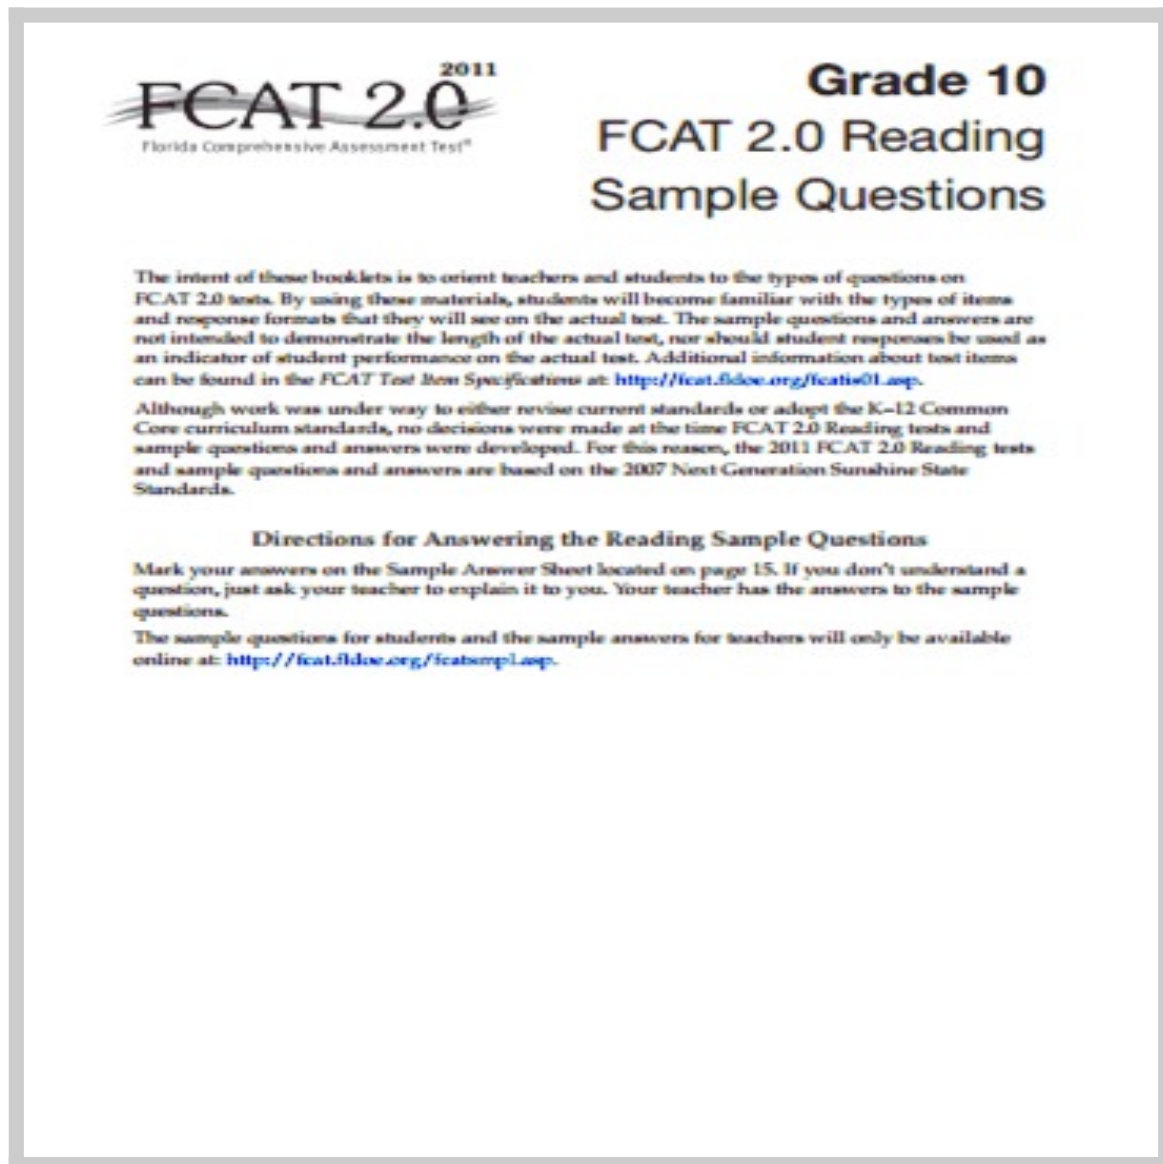 2011
FCAT 2.0
Florida Comprehensive Assessment Test®
Grade 10
FCAT 2.0 Reading
Sample Questions
The intent of these booklets is to orient teachers and students to the types of questions on
FCAT 2.0 tests. By using these materials, students will become familiar with the types of items
and response formats that they will see on the actual test. The sample questions and answers are
not intended to demonstrate the length of the actual test, nor should student responses be used as
an indicator of student performance on the actual test. Additional information about test items
can be found in the FCAT Test Item Specifications at: http://fcat.fldoe.org/fcatis01.asp.
Although work was under way to either revise current standards or adopt the K–12 Common
Core curriculum standards, no decisions were made at the time FCAT 2.0 Reading tests and
sample questions and answers were developed. For this reason, the 2011 FCAT 2.0 Reading tests
and sample questions and answers are based on the 2007 Next Generation Sunshine State
Standards.
Directions for Answering the Reading Sample Questions
Mark your answers on the Sample Answer Sheet located on page 15. If you don't understand a
question, just ask your teacher to explain it to you. Your teacher has the answers to the sample
questions.
The sample questions for students and the sample answers for teachers will only be available
online at: http://fcat.fldoe.org/fcatsmpl.asp.